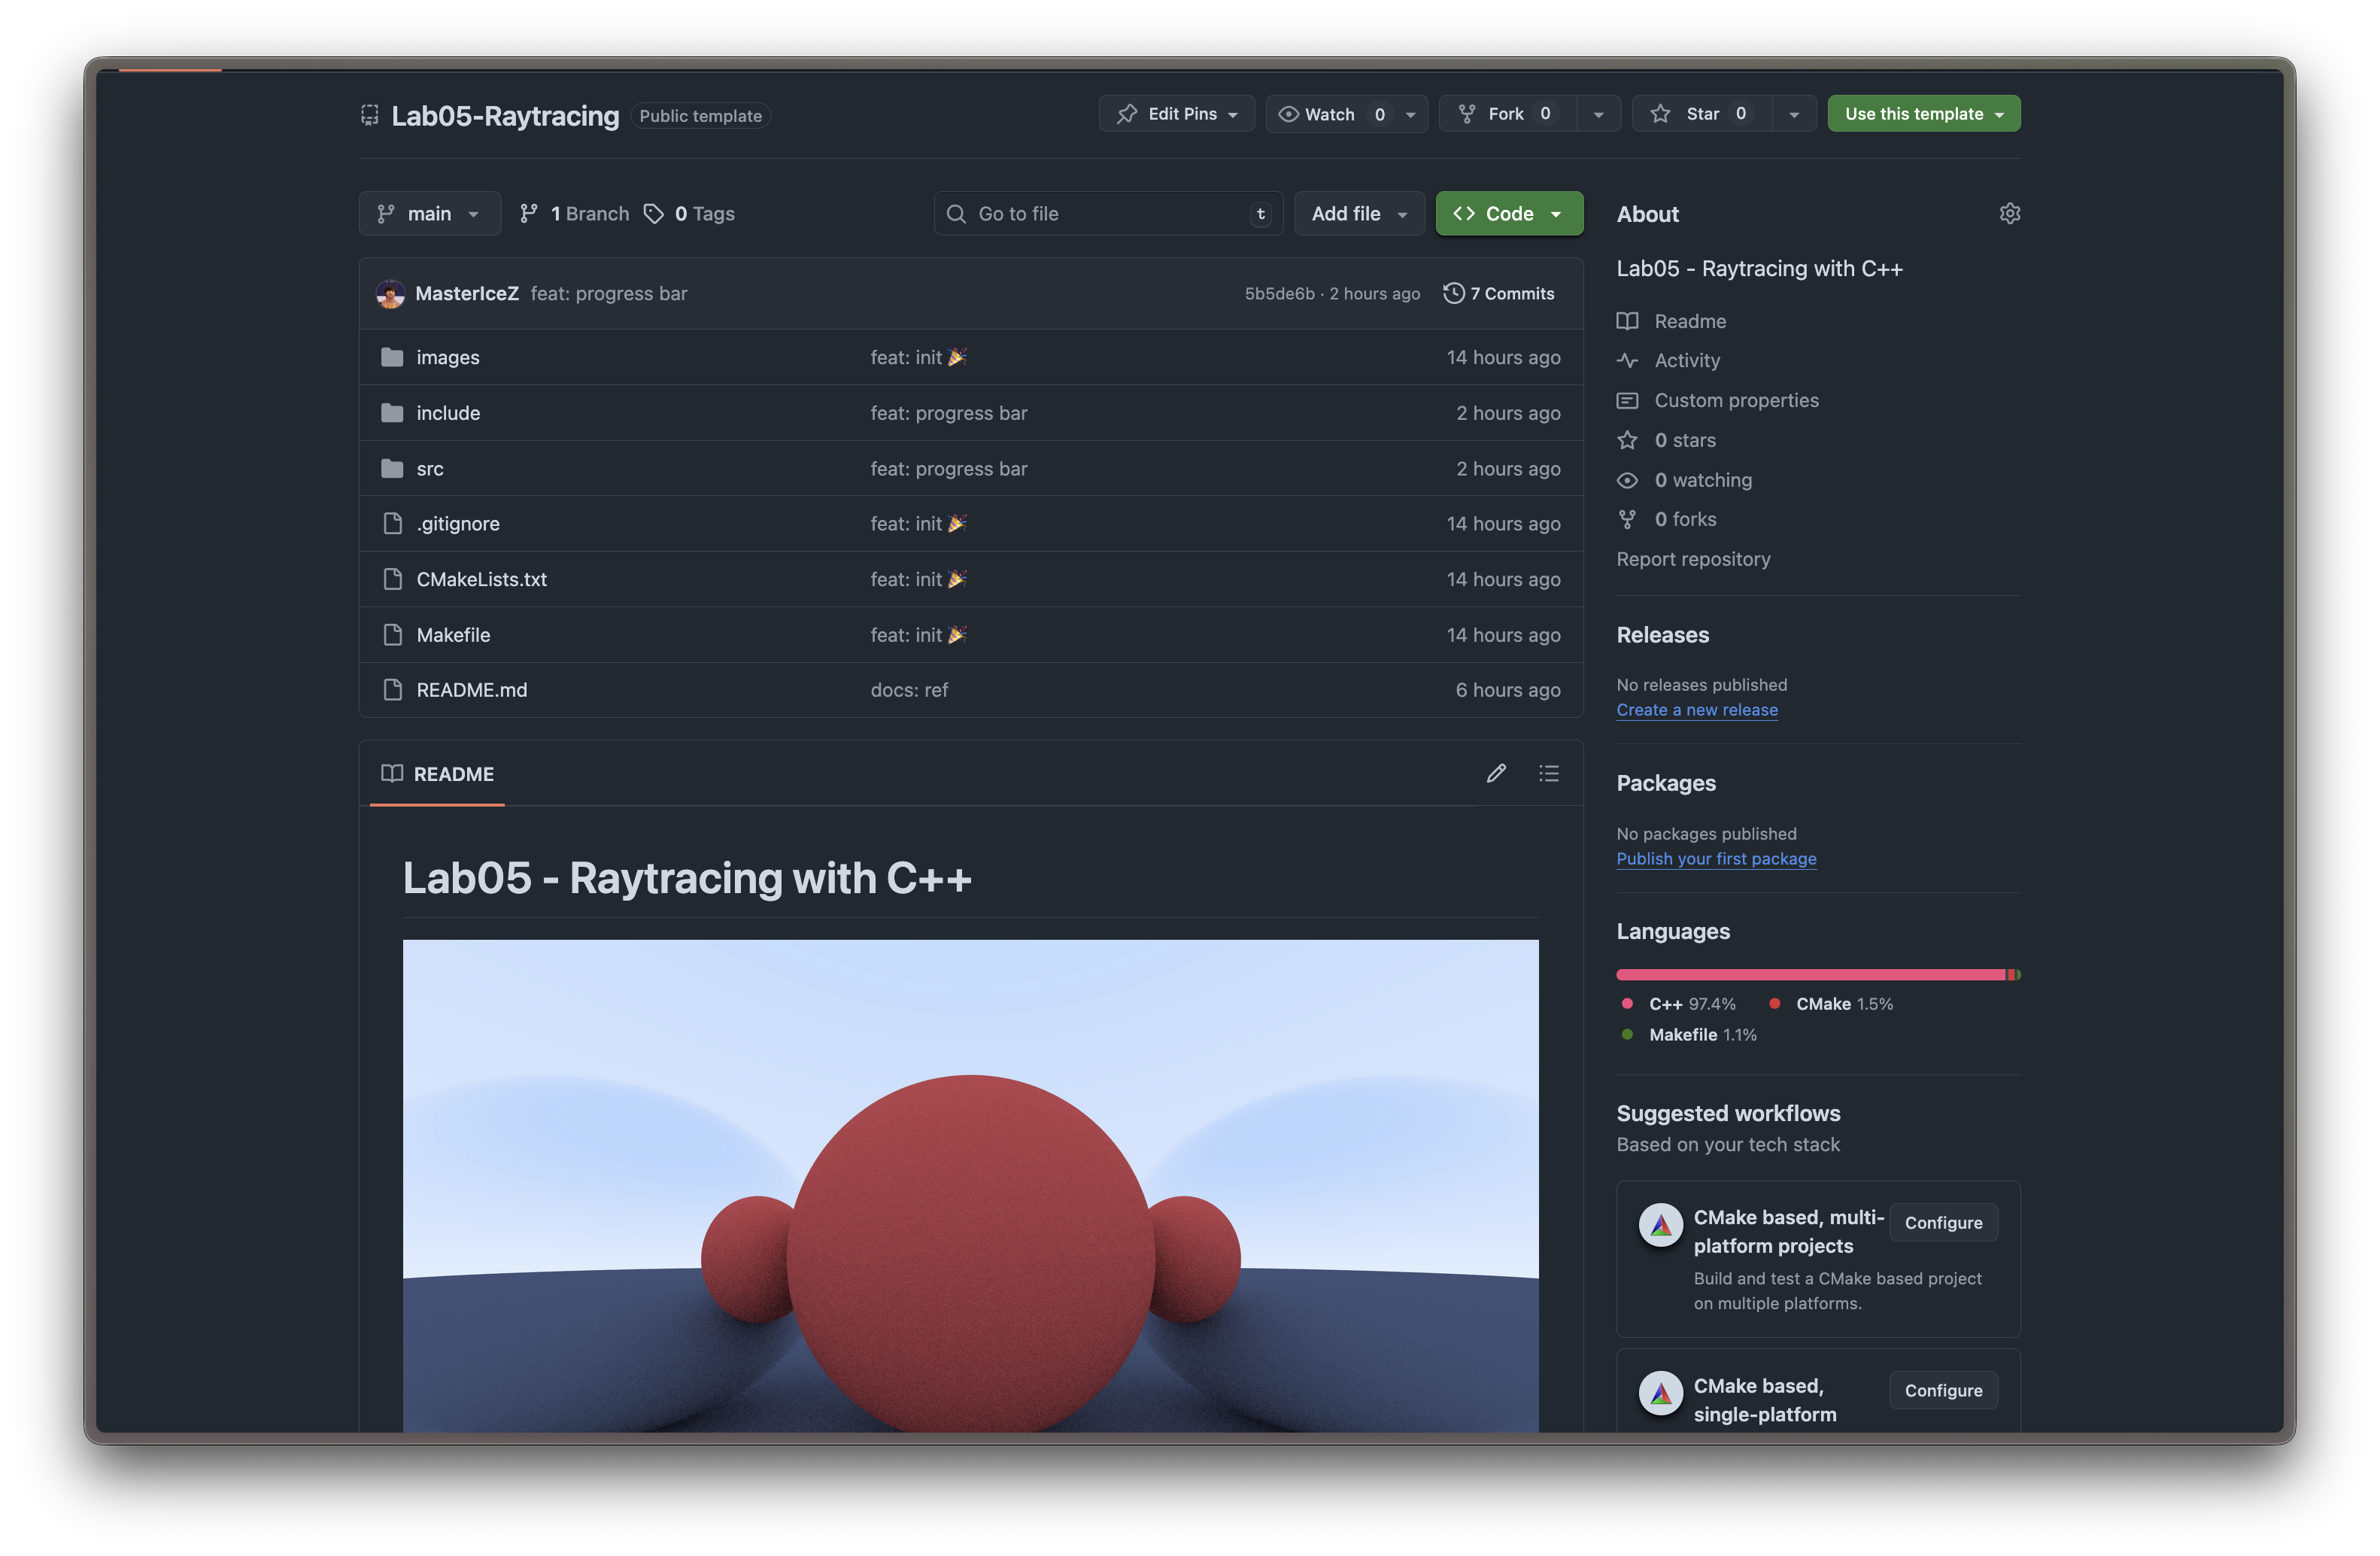 Lab05-Raytracing Public template Edit Pins Watch 0 Fork 0 Star 0 Use this template
main 1 Branch 0 Tags Go to file t Add file Code
MasterIceZ feat: progress bar 5b5de6b · 2 hours ago 7 Commits
images feat: init 🎉 14 hours ago
include feat: progress bar 2 hours ago
src feat: progress bar 2 hours ago
.gitignore feat: init 🎉 14 hours ago
CMakeLists.txt feat: init 🎉 14 hours ago
Makefile feat: init 🎉 14 hours ago
README.md docs: ref 6 hours ago
README
Lab05 - Raytracing with C++
About
Lab05 - Raytracing with C++
Readme
Activity
Custom properties
0 stars
0 watching
0 forks
Report repository
Releases
No releases published
Create a new release
Packages
No packages published
Publish your first package
Languages
C++ 97.4% CMake 1.5%
Makefile 1.1%
Suggested workflows
Based on your tech stack
CMake based, multi- Configure
platform projects
Build and test a CMake based project
on multiple platforms.
CMake based, Configure
single-platform